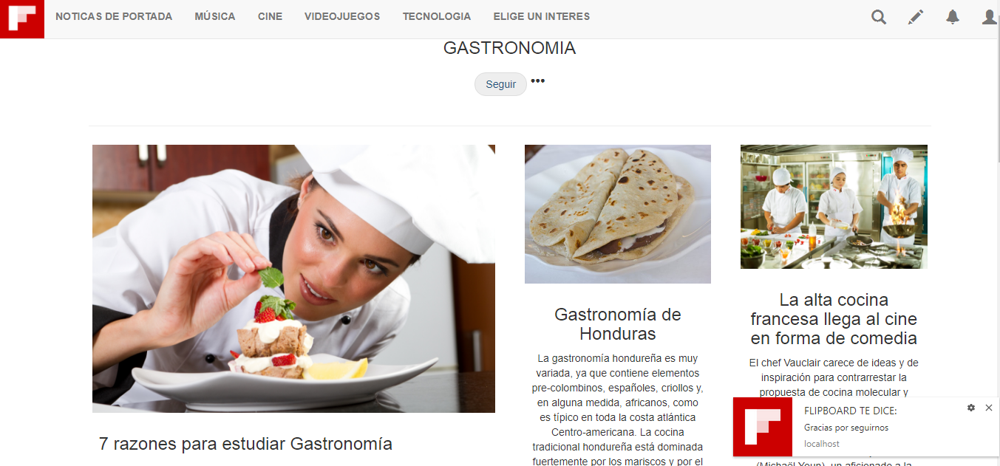 NOTICAS DE PORTADA MÚSICA CINE VIDEOJUEGOS TECNOLOGIA ELIGE UN INTERES
GASTRONOMIA
Seguir •••
7 razones para estudiar Gastronomía
Gastronomía de
Honduras
La gastronomía hondureña es muy
variada, ya que contiene elementos
pre-colombinos, españoles, criollos y,
en alguna medida, africanos, como
es típico en toda la costa atlántica
Centro-americana. La cocina
tradicional hondureña está dominada
fuertemente por los mariscos y por el
La alta cocina
francesa llega al cine
en forma de comedia
El chef Vauclair carece de ideas y de
inspiración para contrarrestar la
propuesta de cocina molecular y
(Michaël Youn), un aficionado a la
FLIPBOARD TE DICE:
Gracias por seguirnos
localhost